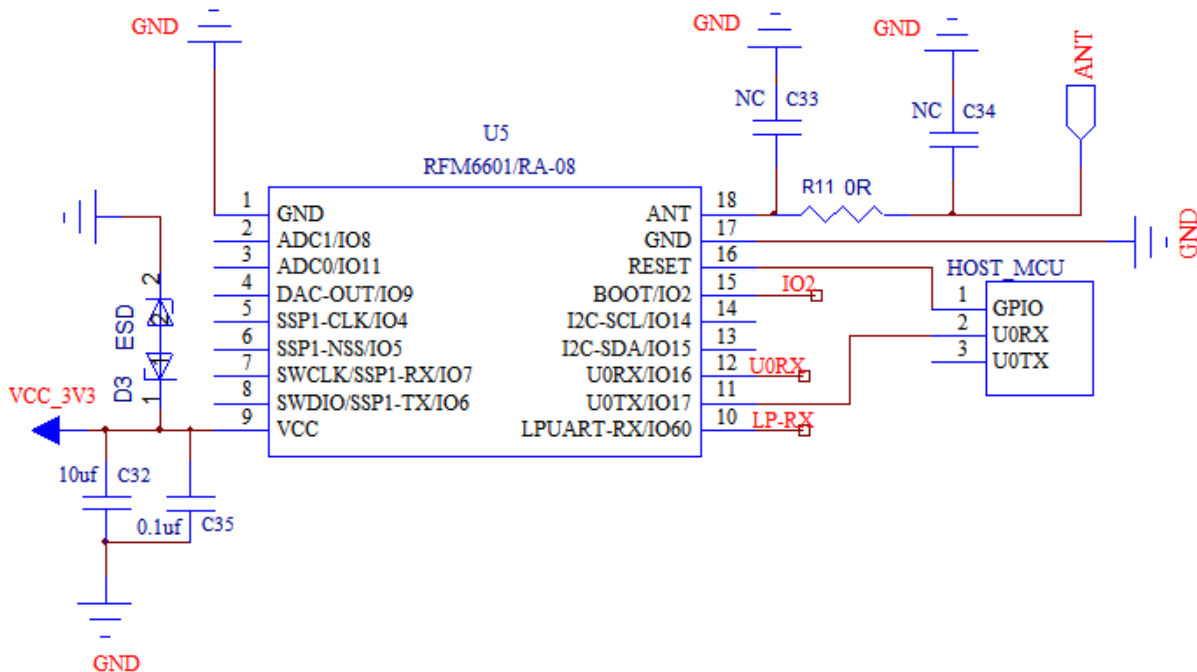 GND
GND
GND
ANT
NC
C33
NC
C34
U5
RFM6601/RA-08
R11 0R
1
GND
2
ADC1/IO8
3
ADC0/IO11
4
DAC-OUT/IO9
5
SSP1-CLK/IO4
6
SSP1-NSS/IO5
7
SWCLK/SSP1-RX/IO7
8
SWDIO/SSP1-TX/IO6
9
VCC
ANT
18
GND
17
RESET
16
BOOT/IO2
15
I2C-SCL/IO14
14
I2C-SDA/IO15
13
U0RX/IO16
12
U0TX/IO17
11
LPUART-RX/IO60
10
IO2
U0RX
LP-RX
GND
HOST_MCU
1
GPIO
2
U0RX
3
U0TX
2
2
ESD
1
D3
1
VCC_3V3
10uf
C32
0.1uf
C35
GND